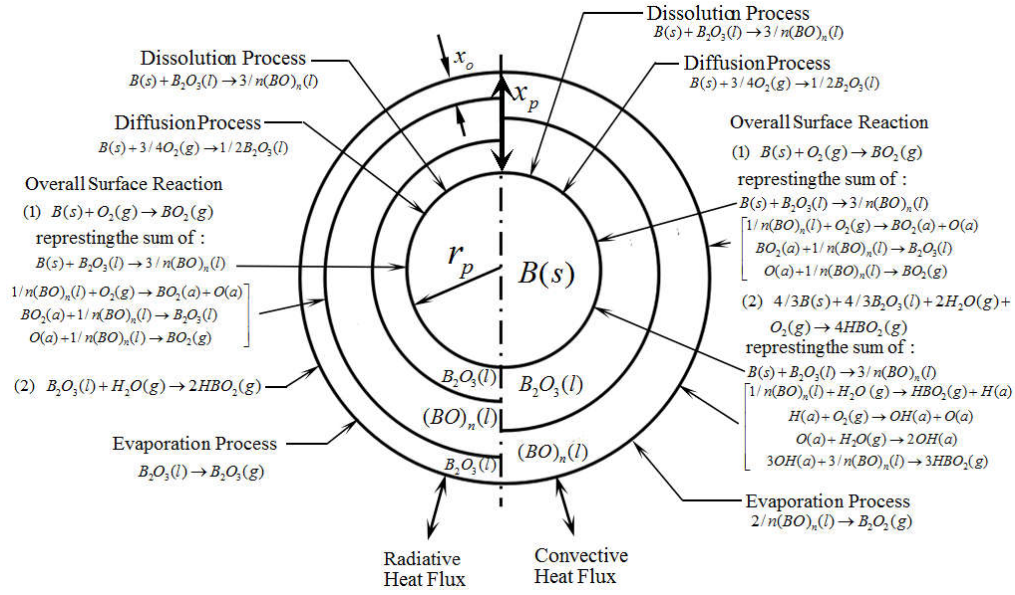 Dissolution Process
B(s)+B₂O₃(l)→3/n(BO)ₙ(l)
Diffusion Process
B(s)+3/4O₂(g)→1/2B₂O₃(l)
Overall Surface Reaction
(1) B(s)+O₂(g)→BO₂(g)
represting the sum of :
B(s)+B₂O₃(l)→3/n(BO)ₙ(l)
1/n(BO)ₙ(l)+O₂(g)→BO₂(a)+O(a)
BO₂(a)+1/n(BO)ₙ(l)→B₂O₃(l)
O(a)+1/n(BO)ₙ(l)→BO₂(g)
(2) B₂O₃(l)+H₂O(g)→2HBO₂(g)
Evaporation Process
B₂O₃(l)→B₂O₃(g)
xₒ
xₚ
rₚ
B(s)
B₂O₃(l)
(BO)ₙ(l)
B₂O₃(l)
B₂O₃(l)
(BO)ₙ(l)
Radiative
Heat Flux
Convective
Heat Flux
Dissolution Process
B(s)+B₂O₃(l)→3/n(BO)ₙ(l)
Diffusion Process
B(s)+3/4O₂(g)→1/2B₂O₃(l)
Overall Surface Reaction
(1) B(s)+O₂(g)→BO₂(g)
represting the sum of :
B(s)+B₂O₃(l)→3/n(BO)ₙ(l)
1/n(BO)ₙ(l)+O₂(g)→BO₂(a)+O(a)
BO₂(a)+1/n(BO)ₙ(l)→B₂O₃(l)
O(a)+1/n(BO)ₙ(l)→BO₂(g)
(2) 4/3B(s)+4/3B₂O₃(l)+2H₂O(g)+
O₂(g)→4HBO₂(g)
represting the sum of :
B(s)+B₂O₃(l)→3/n(BO)ₙ(l)
1/n(BO)ₙ(l)+H₂O(g)→HBO₂(g)+H(a)
H(a)+O₂(g)→OH(a)+O(a)
O(a)+H₂O(g)→2OH(a)
3OH(a)+3/n(BO)ₙ(l)→3HBO₂(g)
Evaporation Process
2/n(BO)ₙ(l)→B₂O₂(g)